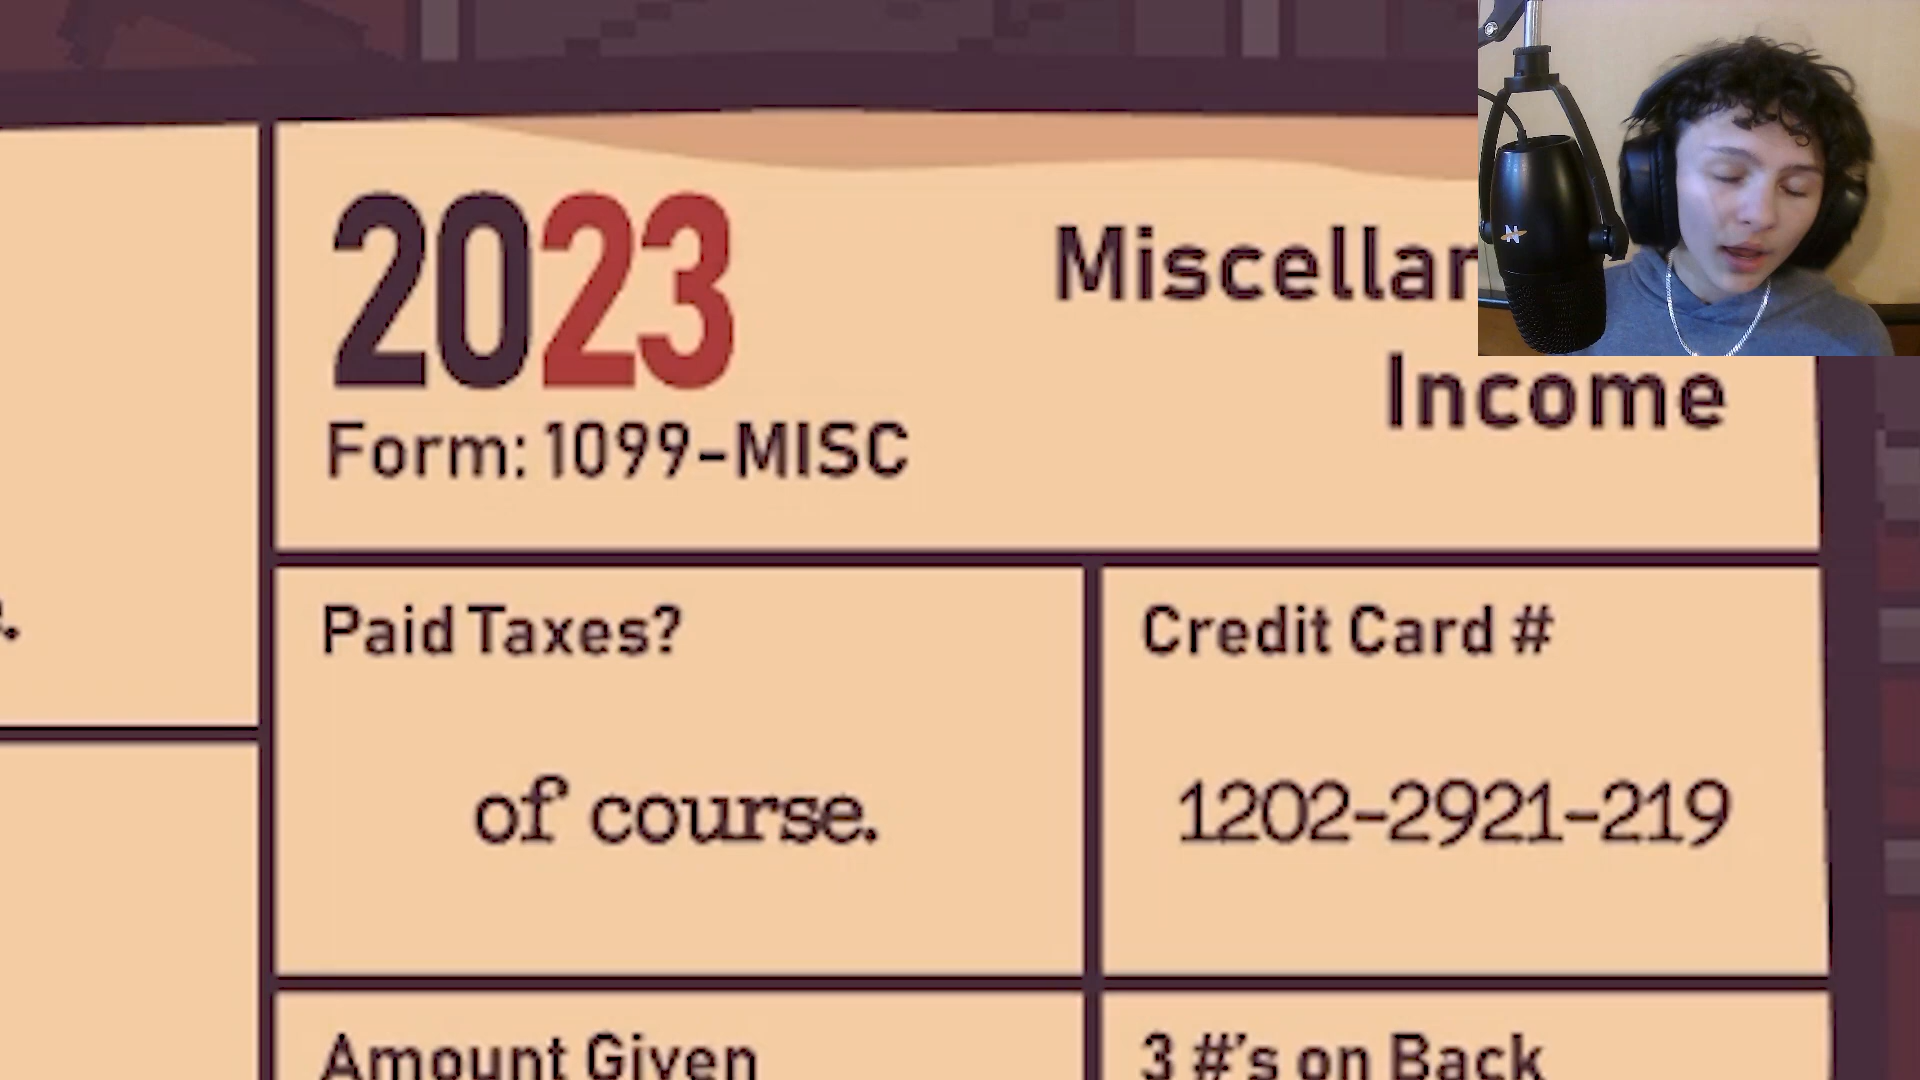 2023
Miscellan
Income
Form: 1099-MISC
Paid Taxes?
Credit Card #
of course.
1202-2921-219
Amount Given
3 #'s on Back